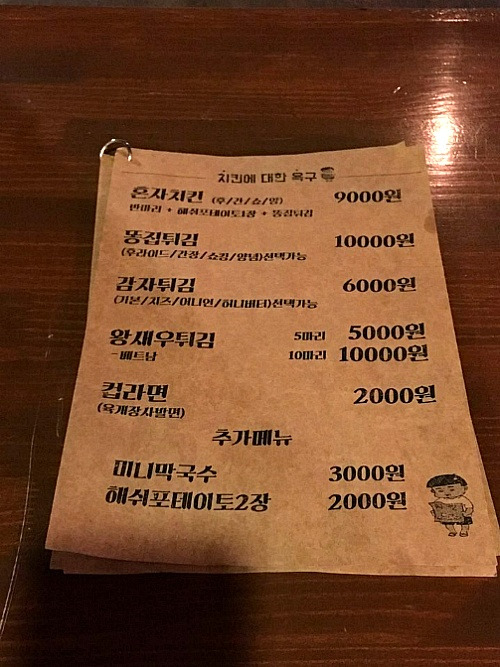 치킨에 대한 욕구
혼자치킨 (후/간/쇼/양) 9000원
반마리 + 해쉬포테이토1장 + 똥집튀김
똥집튀김 10000원
(후라이드/간장/쇼킹/양념)선택가능
감자튀김 6000원
(기본/치즈/어니언/허니버터)선택가능
왕새우튀김 5마리 5000원
-베트남 10마리 10000원
컵라면 2000원
(육개장사발면)
추가메뉴
미니막국수 3000원
해쉬포테이토2장 2000원